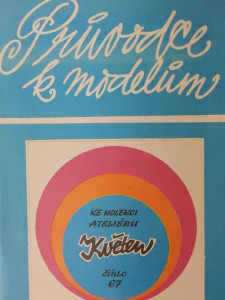 Průvodce
k modelům
KE KOLEKCI
ATELIÉRU
Květen
ČÍSLO
67